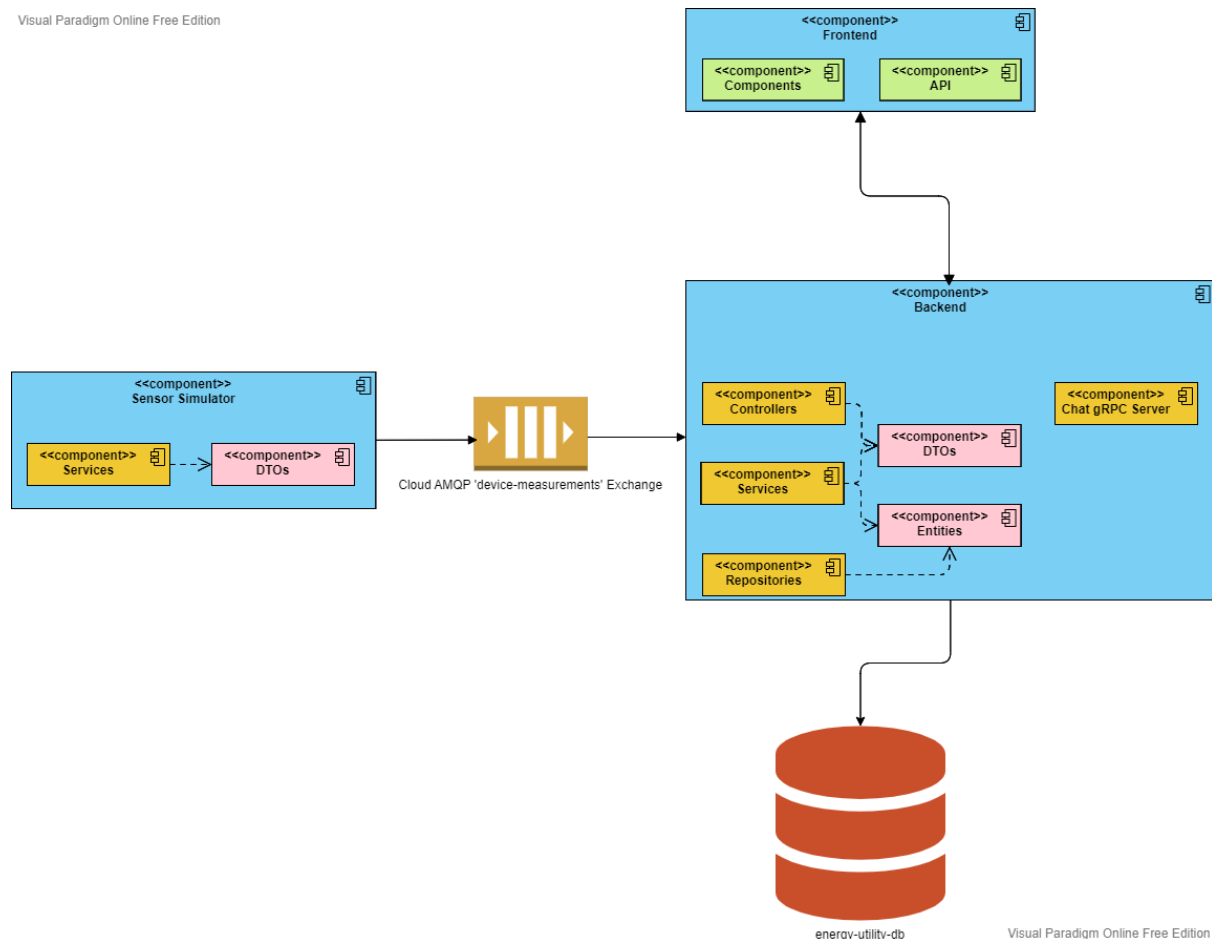 Visual Paradigm Online Free Edition
<<component>>
Frontend
<<component>>
Components
<<component>>
API
<<component>>
Backend
<<component>>
Sensor Simulator
<<component>>
Services
<<component>>
DTOs
Cloud AMQP 'device-measurements' Exchange
<<component>>
Controllers
<<component>>
Chat gRPC Server
<<component>>
DTOs
<<component>>
Services
<<component>>
Entities
<<component>>
Repositories
energy-utility-db
Visual Paradigm Online Free Edition